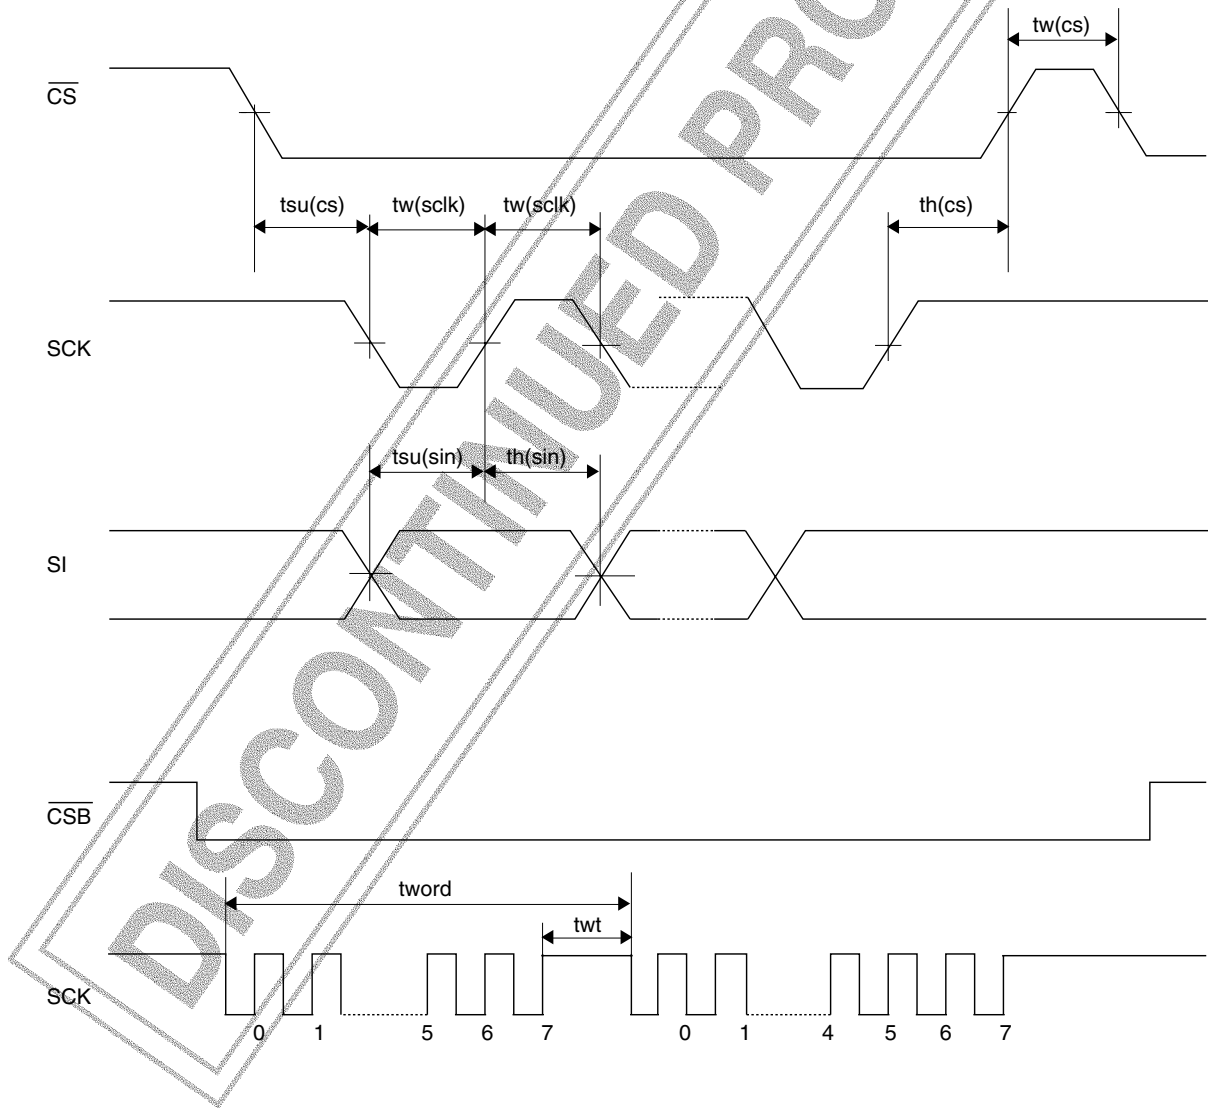 tw(cs)
CS
tsu(cs) tw(sclk) tw(sclk) th(cs)
SCK
tsu(sin) th(sin)
SI
CSB
tword
twt
SCK
0 1 5 6 7 0 1 4 5 6 7
DISCONTINUED PRO